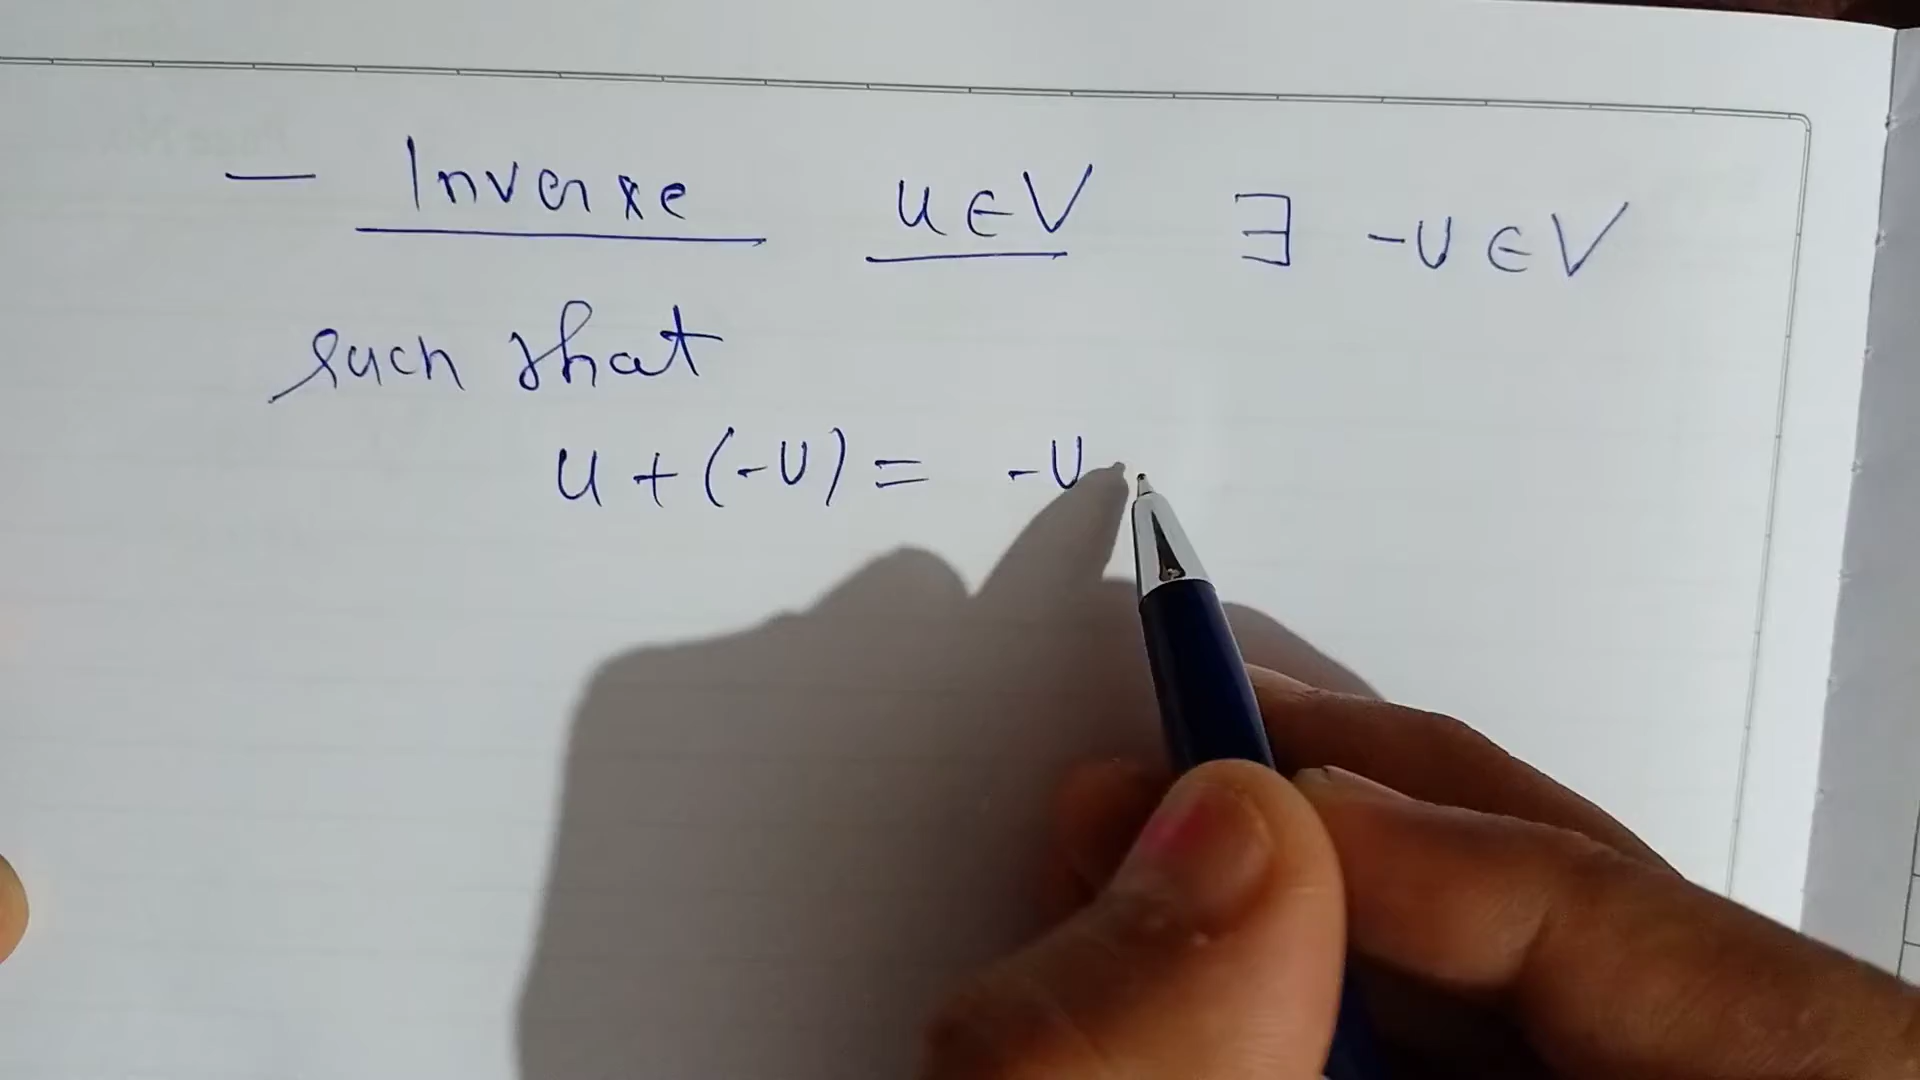 — Inverse u∈V ∃ -u∈V
such that
u + (-u) = -u